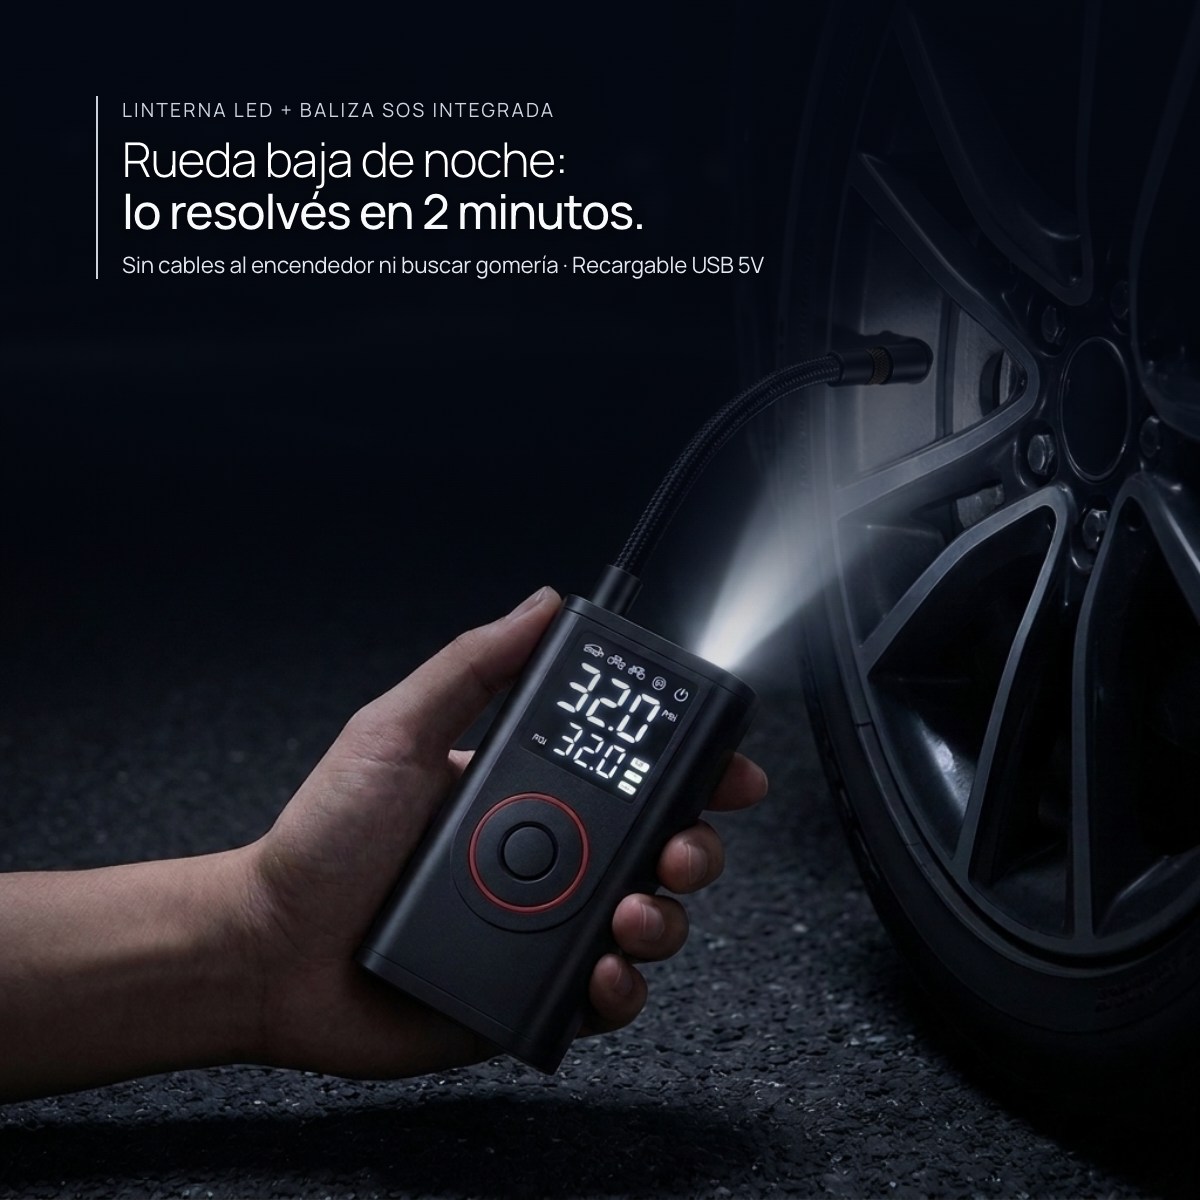 LINTERNA LED + BALIZA SOS INTEGRADA
Rueda baja de noche:
lo resolvés en 2 minutos.
Sin cables al encendedor ni buscar gomería · Recargable USB 5V
32.0
32.0